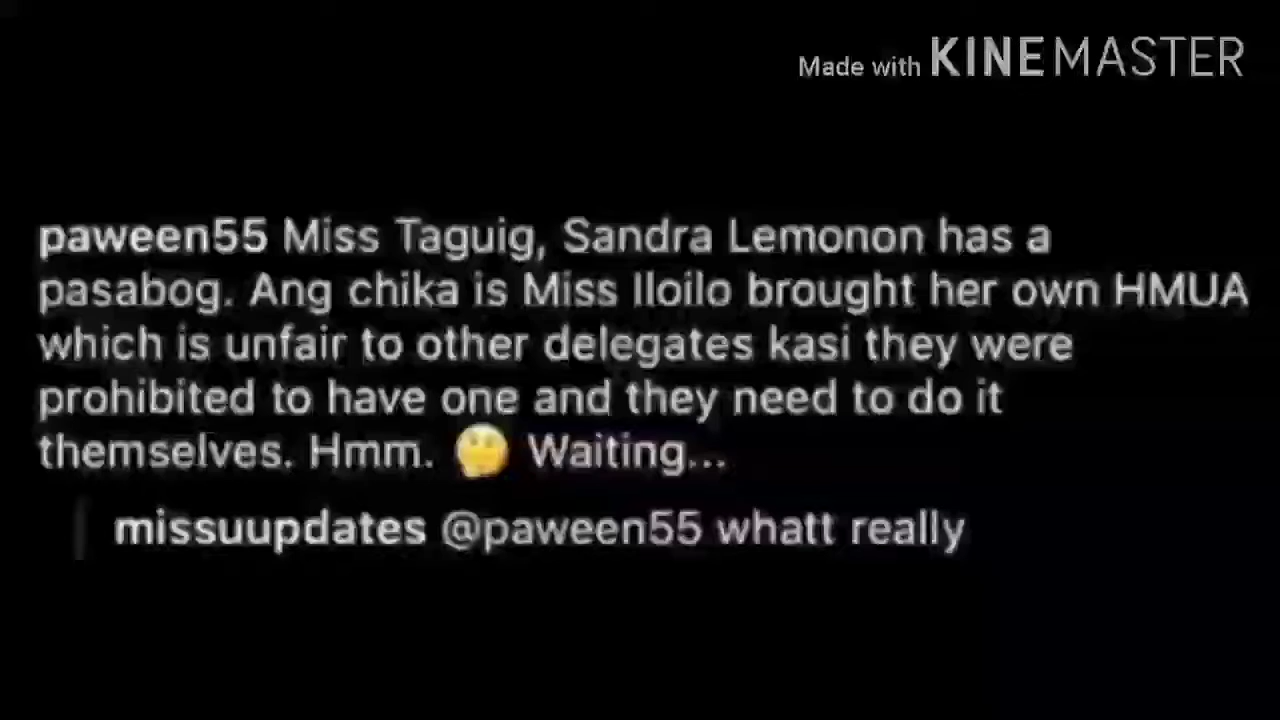 Made with KINEMASTER
paween55 Miss Taguig, Sandra Lemonon has a
pasabog. Ang chika is Miss Iloilo brought her own HMUA
which is unfair to other delegates kasi they were
prohibited to have one and they need to do it
themselves. Hmm. 🤔 Waiting...
missuupdates @paween55 whatt really